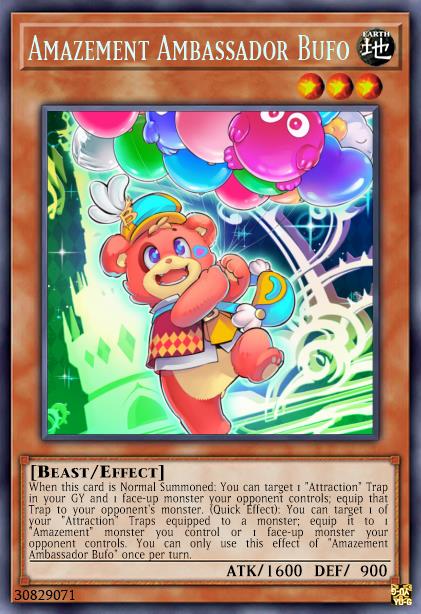 Amazement Ambassador Bufo
EARTH
地
B
[Beast/Effect]
When this card is Normal Summoned: You can target 1 "Attraction" Trap
in your GY and 1 face-up monster your opponent controls; equip that
Trap to your opponent's monster. (Quick Effect): You can target 1 of
your "Attraction" Traps equipped to a monster; equip it to 1
"Amazement" monster you control or 1 face-up monster your
opponent controls. You can only use this effect of "Amazement
Ambassador Bufo" once per turn.
ATK/1600 DEF/ 900
30829071